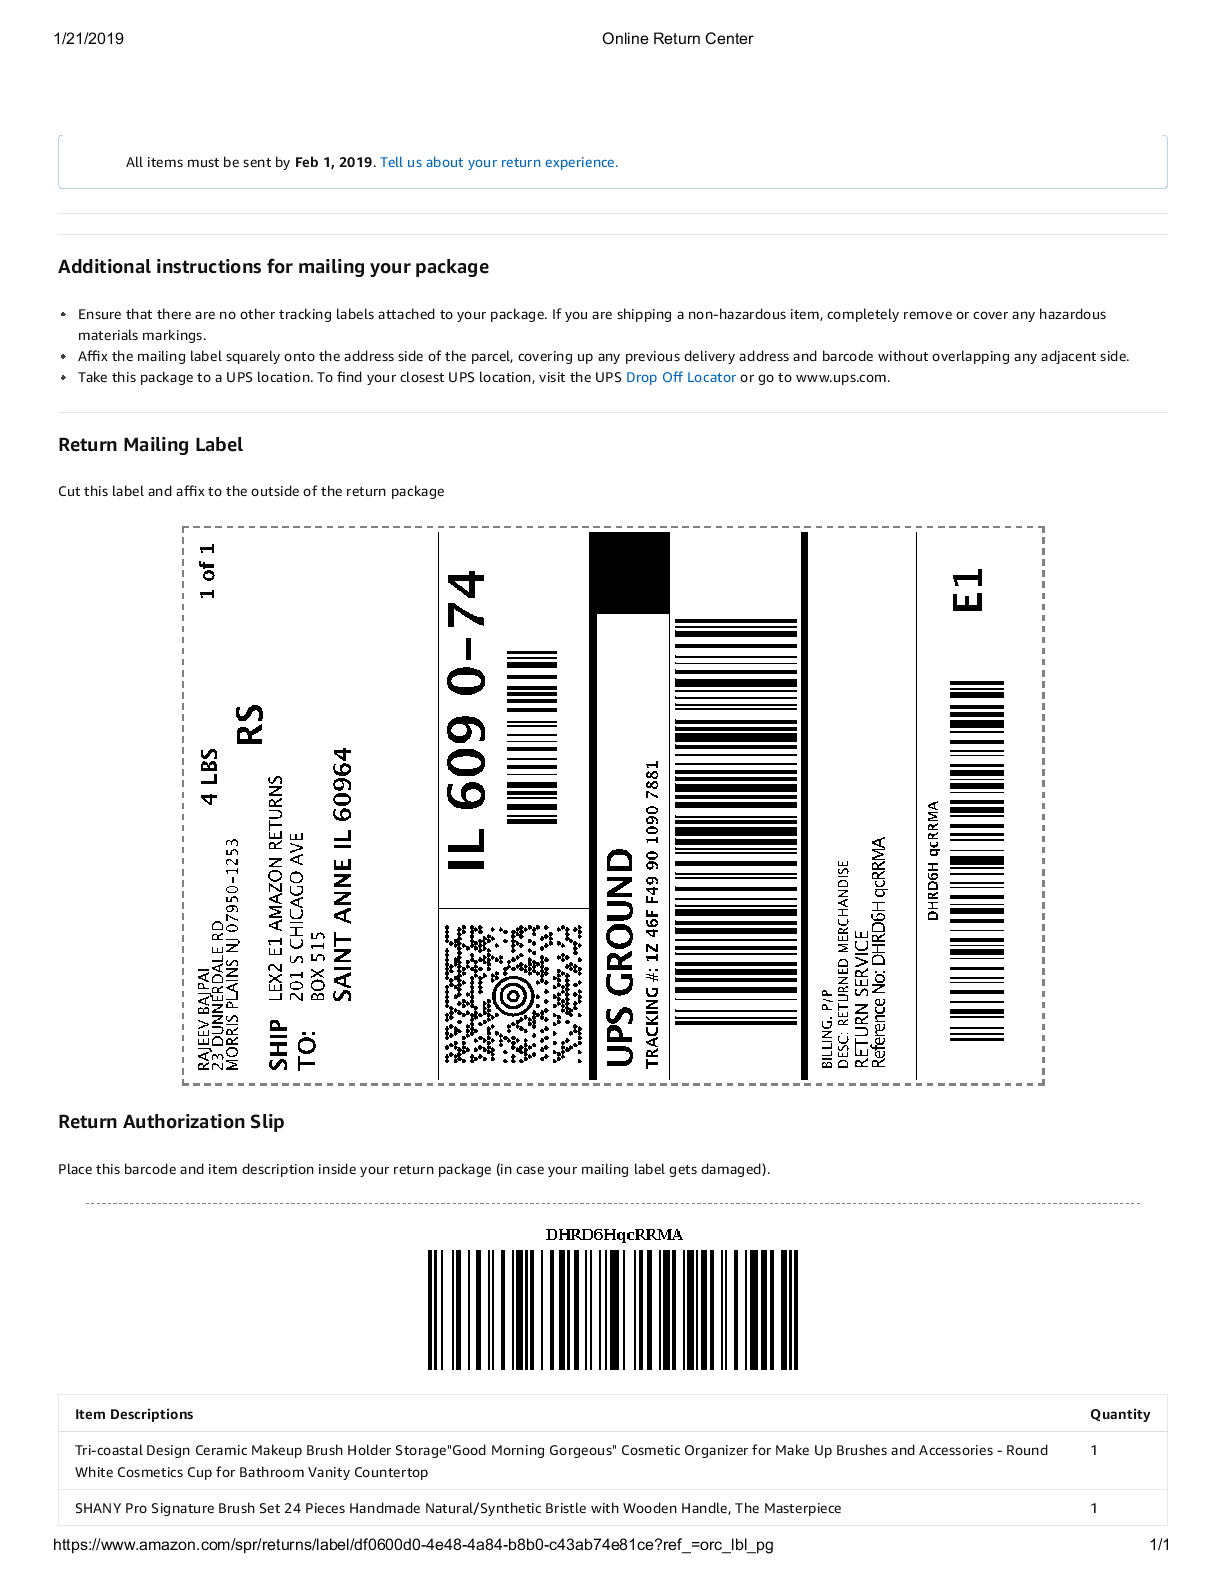 1/21/2019
Online Return Center
All items must be sent by Feb 1, 2019. Tell us about your return experience.
Additional instructions for mailing your package
Ensure that there are no other tracking labels attached to your package. If you are shipping a non-hazardous item, completely remove or cover any hazardous
materials markings.
Affix the mailing label squarely onto the address side of the parcel, covering up any previous delivery address and barcode without overlapping any adjacent side.
Take this package to a UPS location. To find your closest UPS location, visit the UPS Drop Off Locator or go to www.ups.com.
Return Mailing Label
Cut this label and affix to the outside of the return package
RAJEEV BAJPAI
4 LBS
1 of 1
23 DUNNERDALE RD
MORRIS PLAINS NJ 07950-1253
RS
SHIP
TO:
LEX2 E1 AMAZON RETURNS
201 S CHICAGO AVE
BOX 515
SAINT ANNE IL 60964
IL 609 0-74
UPS GROUND
TRACKING #: 1Z 46F F49 90 1090 7881
BILLING. P/P
DESC: RETURNED MERCHANDISE
RETURN SERVICE
Reference No: DHRD6H qcRRMA
DHRD6H qcRRMA
E1
Return Authorization Slip
Place this barcode and item description inside your return package (in case your mailing label gets damaged).
DHRD6HqcRRMA
Item Descriptions
Quantity
Tri-coastal Design Ceramic Makeup Brush Holder Storage"Good Morning Gorgeous" Cosmetic Organizer for Make Up Brushes and Accessories - Round
1
White Cosmetics Cup for Bathroom Vanity Countertop
SHANY Pro Signature Brush Set 24 Pieces Handmade Natural/Synthetic Bristle with Wooden Handle, The Masterpiece
1
https://www.amazon.com/spr/returns/label/df0600d0-4e48-4a84-b8b0-c43ab74e81ce?ref_=orc_lbl_pg
1/1